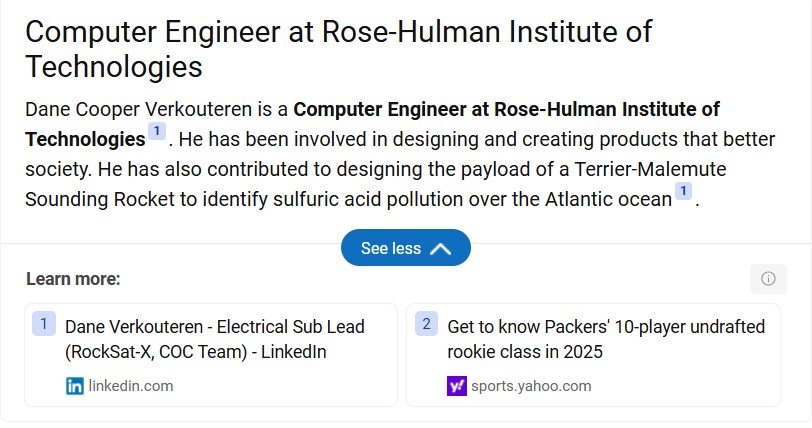 Computer Engineer at Rose-Hulman Institute of
Technologies
Dane Cooper Verkouteren is a Computer Engineer at Rose-Hulman Institute of
Technologies 1 . He has been involved in designing and creating products that better
society. He has also contributed to designing the payload of a Terrier-Malemute
Sounding Rocket to identify sulfuric acid pollution over the Atlantic ocean 1 .
See less
Learn more:
1 Dane Verkouteren - Electrical Sub Lead
(RockSat-X, COC Team) - LinkedIn
in linkedin.com
2 Get to know Packers' 10-player undrafted
rookie class in 2025
y! sports.yahoo.com